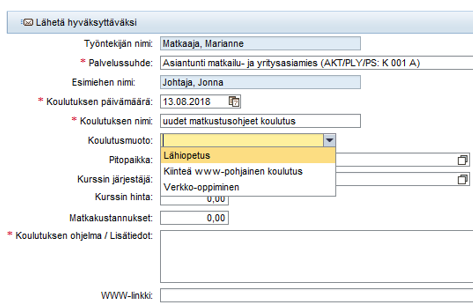 Lähetä hyväksyttäväksi
Työntekijän nimi: Matkaaja, Marianne
* Palvelussuhde: Asiantunti matkailu- ja yritysasiamies (AKT/PLY/PS: K 001 A)
Esimiehen nimi: Johtaja, Jonna
* Koulutuksen päivämäärä: 13.08.2018
* Koulutuksen nimi: uudet matkustusohjeet koulutus
Koulutusmuoto:
Lähiopetus
Pitopaikka:
Kiinteä www-pohjainen koulutus
Kurssin järjestäjä:
Verkko-oppiminen
Kurssin hinta: 0,00
Matkakustannukset: 0,00
* Koulutuksen ohjelma / Lisätiedot:
WWW-linkki: